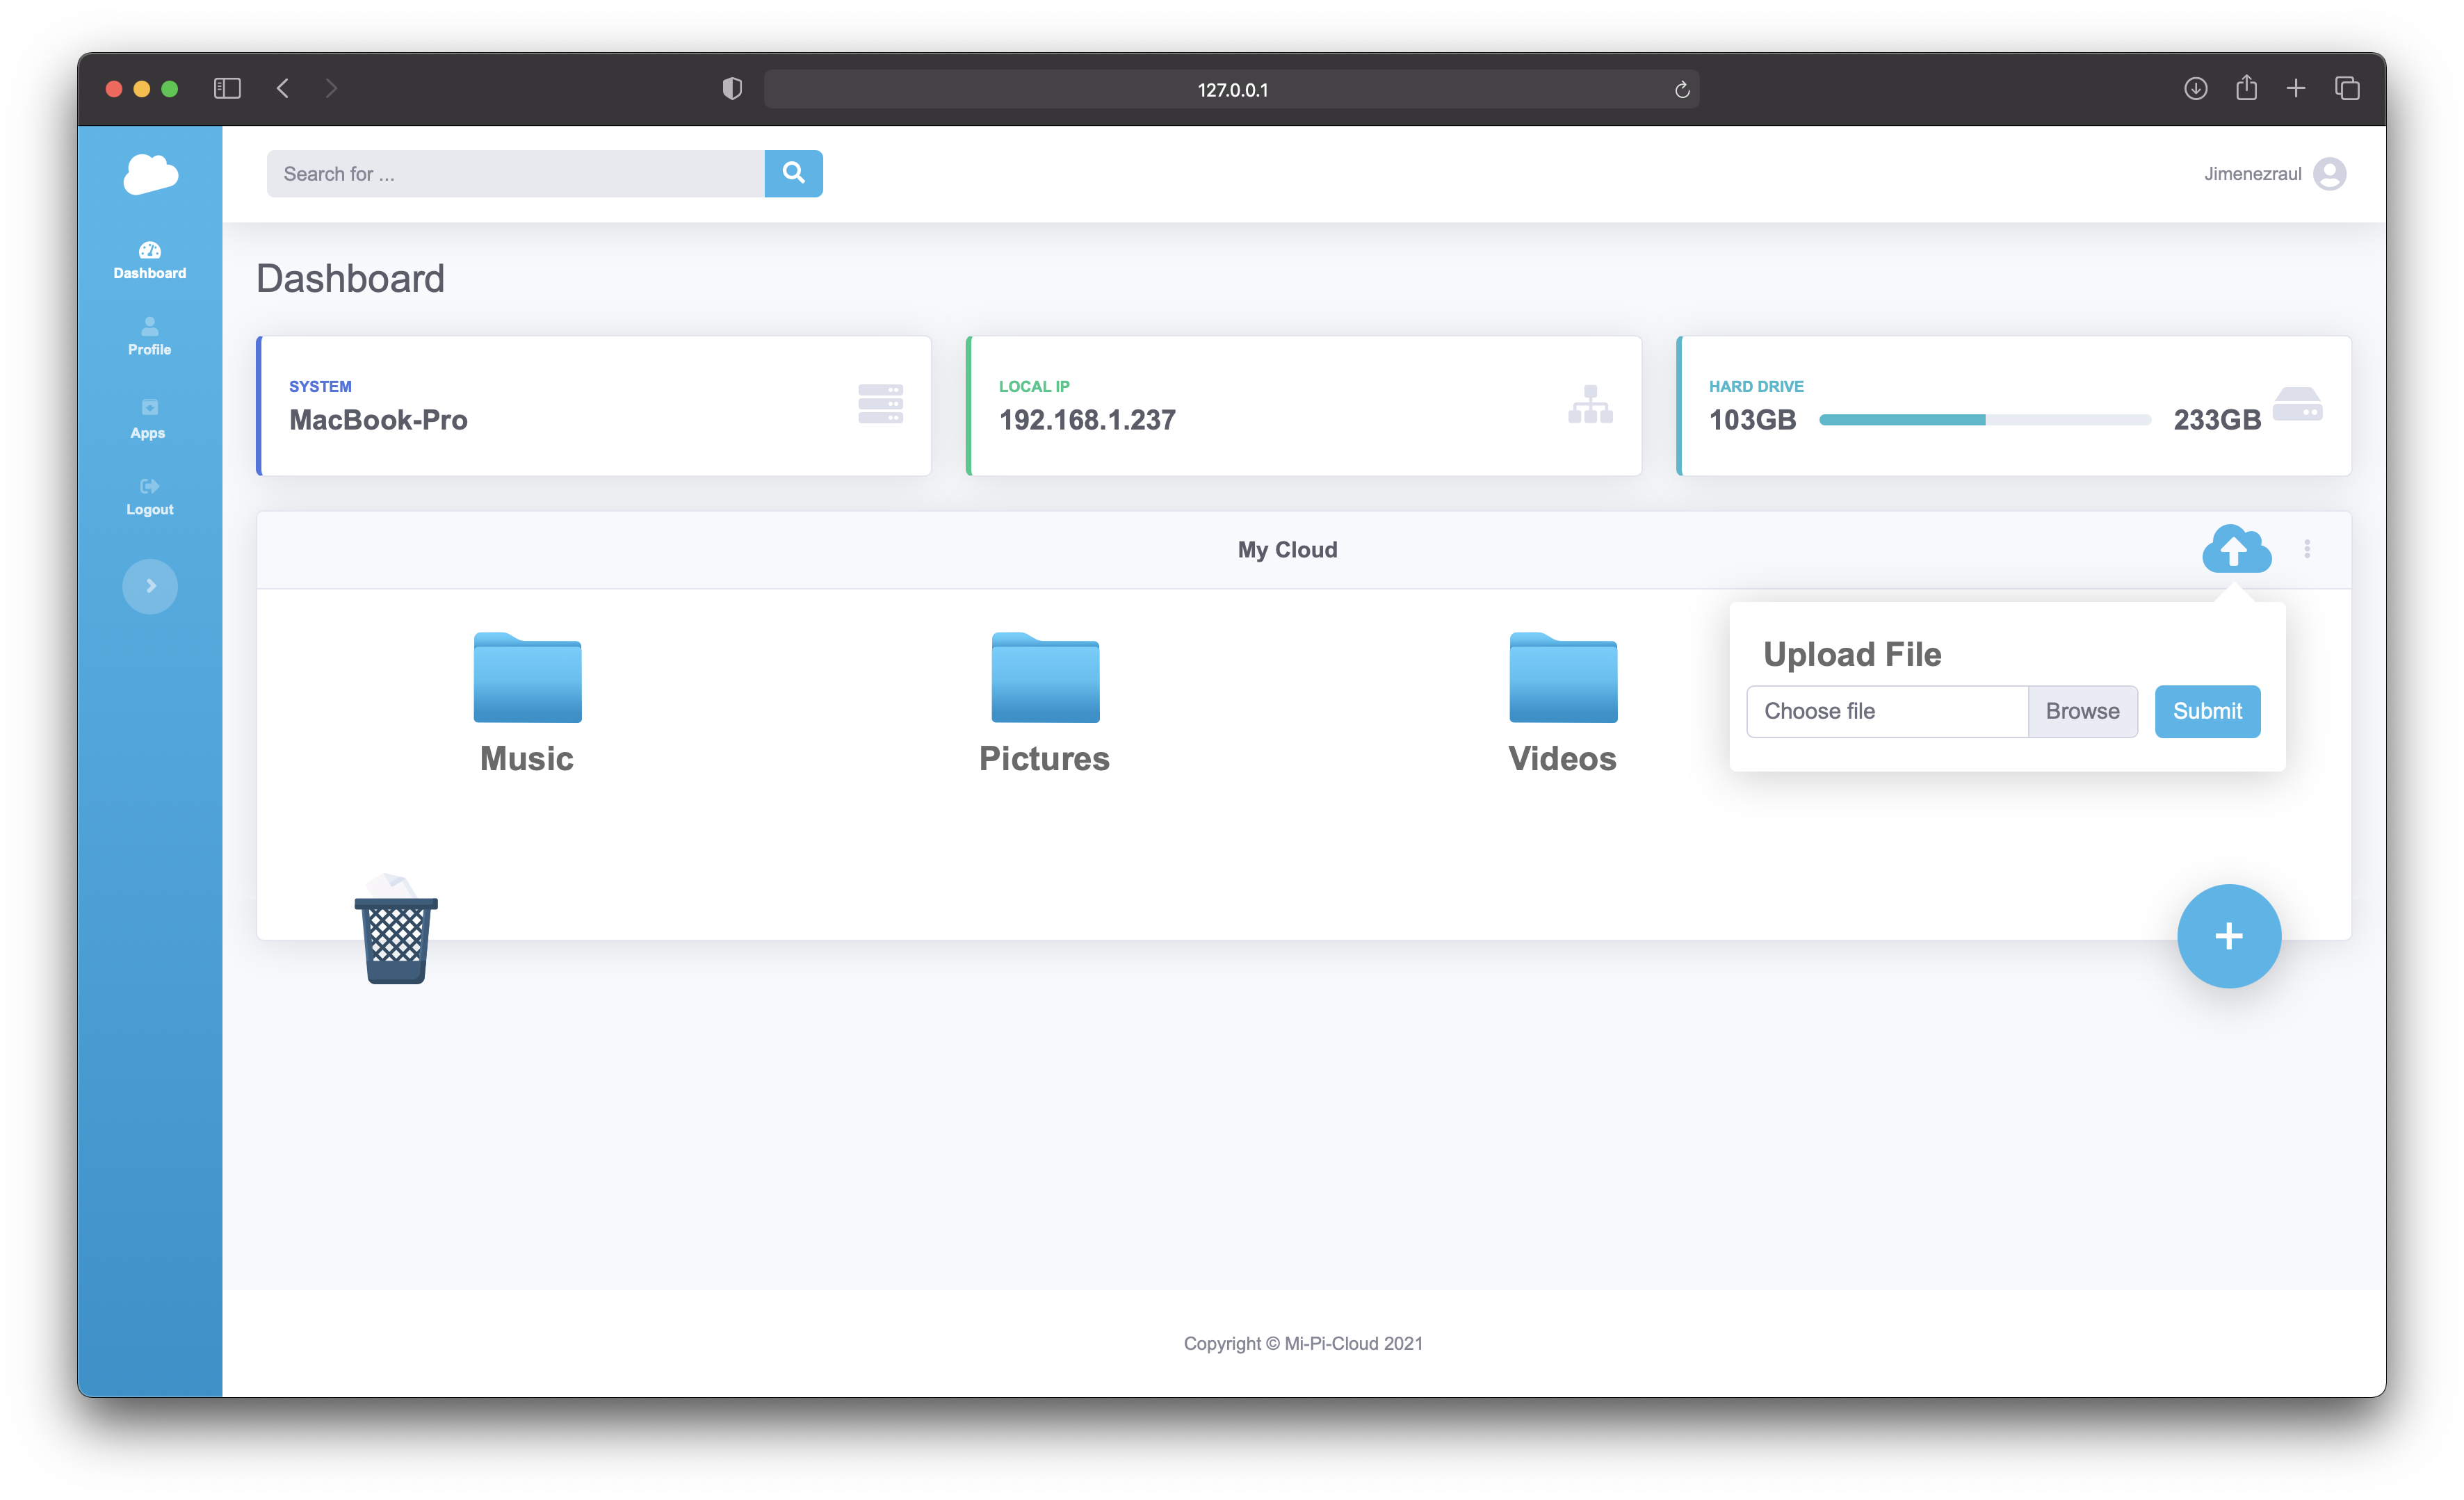 127.0.0.1
Search for ...
Jimenezraul
Dashboard
Profile
Apps
Logout
Dashboard
SYSTEM
MacBook-Pro
LOCAL IP
192.168.1.237
HARD DRIVE
103GB 233GB
My Cloud
Upload File
Choose file Browse Submit
Music Pictures Videos
Copyright © Mi-Pi-Cloud 2021